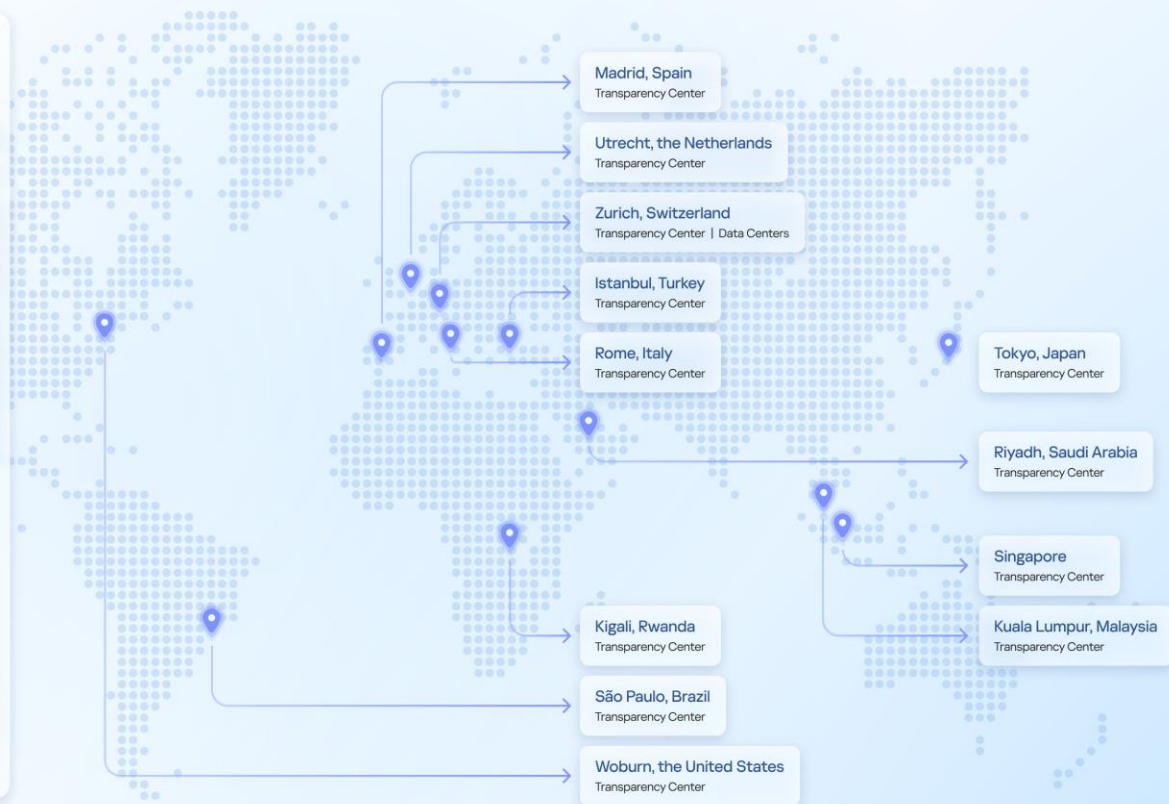 Madrid, Spain
Transparency Center
Utrecht, the Netherlands
Transparency Center
Zurich, Switzerland
Transparency Center | Data Centers
Istanbul, Turkey
Transparency Center
Rome, Italy
Transparency Center
Tokyo, Japan
Transparency Center
Riyadh, Saudi Arabia
Transparency Center
Singapore
Transparency Center
Kigali, Rwanda
Transparency Center
Kuala Lumpur, Malaysia
Transparency Center
São Paulo, Brazil
Transparency Center
Woburn, the United States
Transparency Center